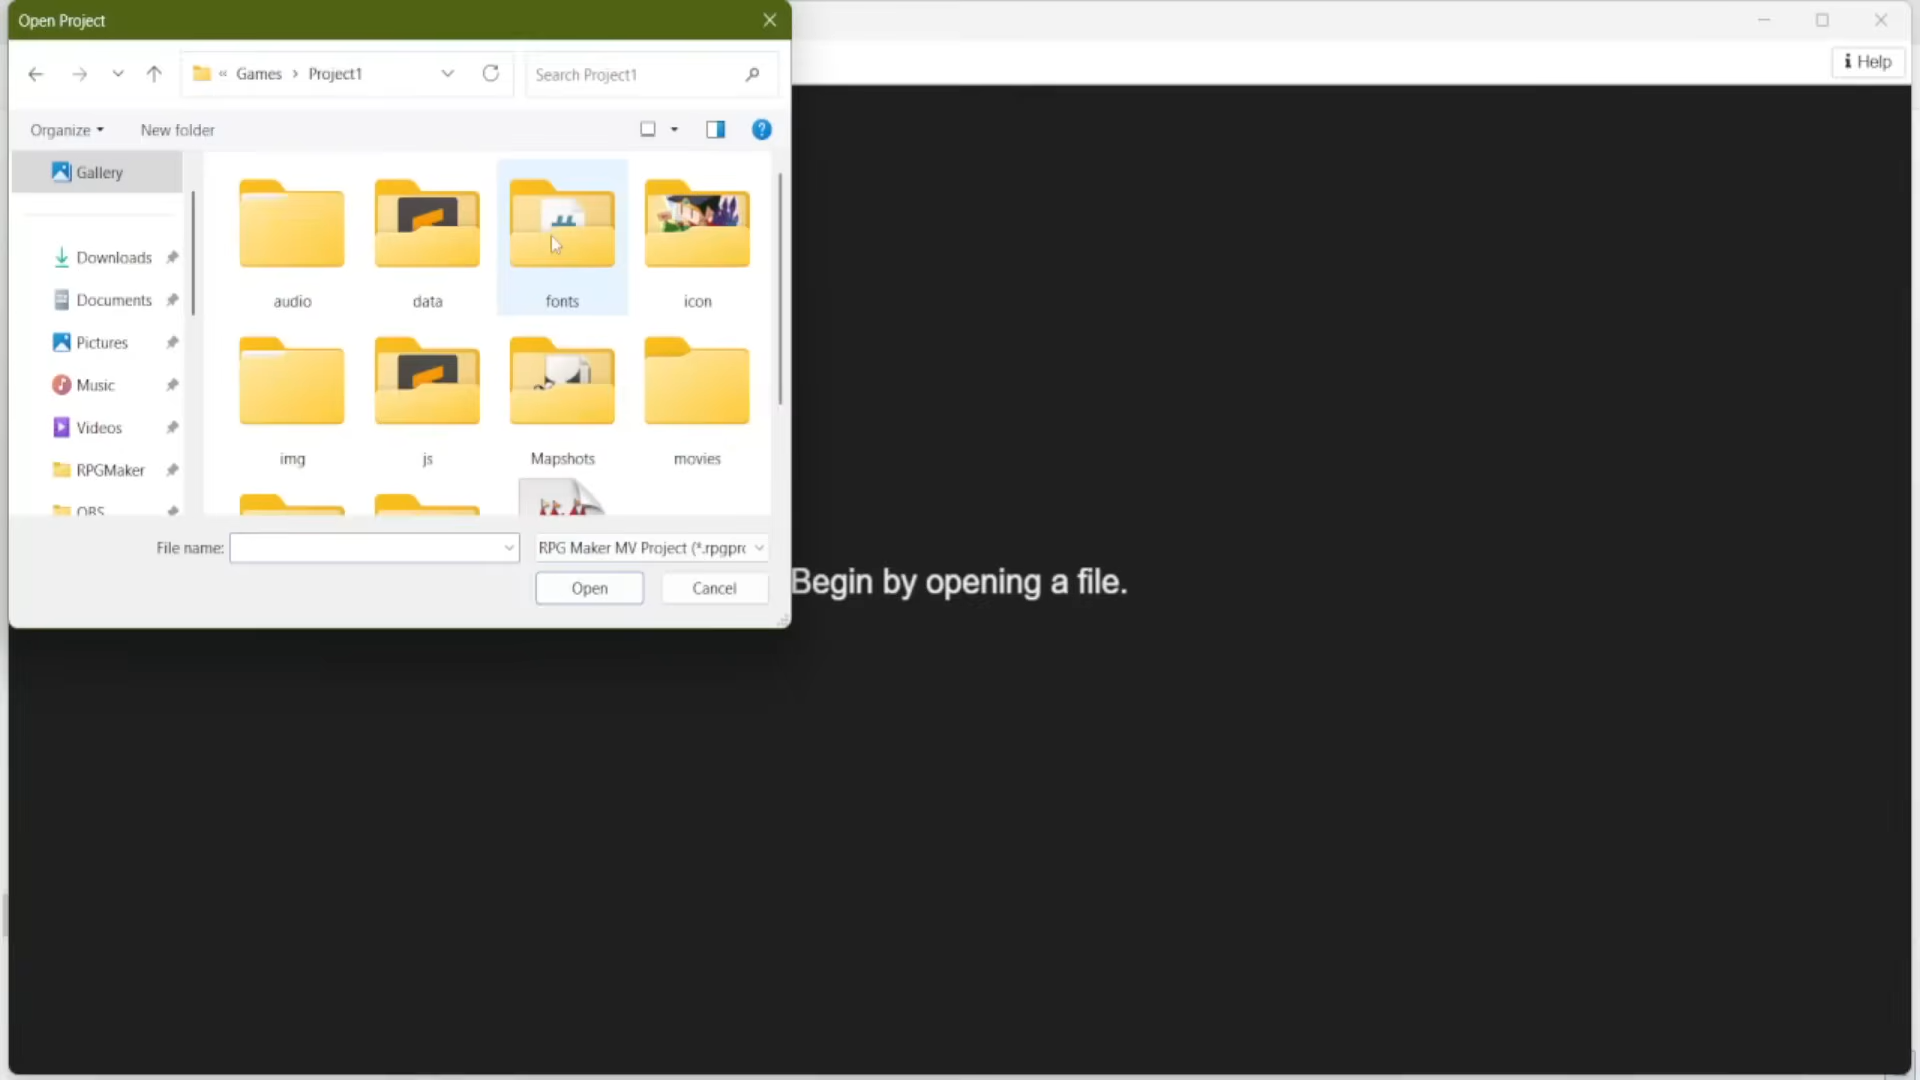 Open Project
Games > Project1
Search Project1
Help
Organize
New folder
Gallery
Downloads
Documents
Pictures
Music
Videos
RPGMaker
OBS
audio
data
fonts
icon
img
js
Mapshots
movies
File name:
RPG Maker MV Project (*.rpgprc
Open
Cancel
Begin by opening a file.